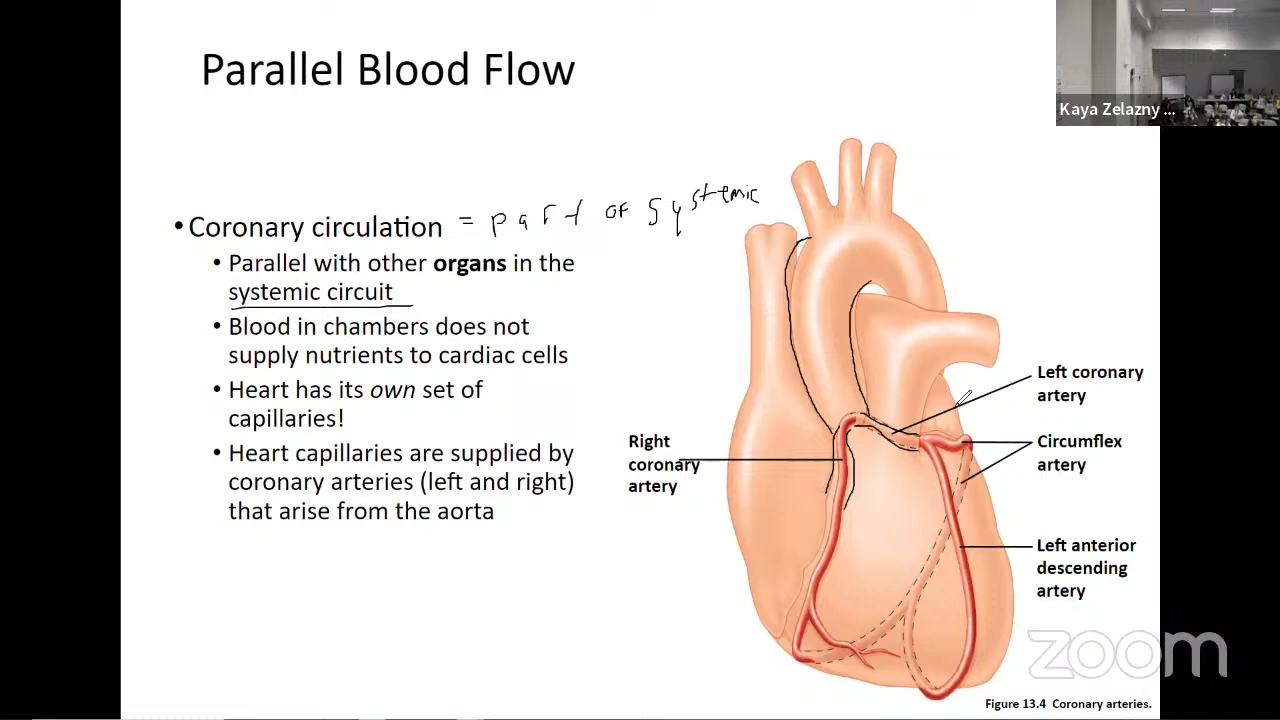 Parallel Blood Flow
Kaya Zelazny ...
• Coronary circulation = part of systemic
• Parallel with other organs in the
systemic circuit
• Blood in chambers does not
supply nutrients to cardiac cells
• Heart has its own set of
capillaries!
• Heart capillaries are supplied by
coronary arteries (left and right)
that arise from the aorta
Left coronary
artery
Right
coronary
artery
Circumflex
artery
Left anterior
descending
artery
zoom
Figure 13.4 Coronary arteries.